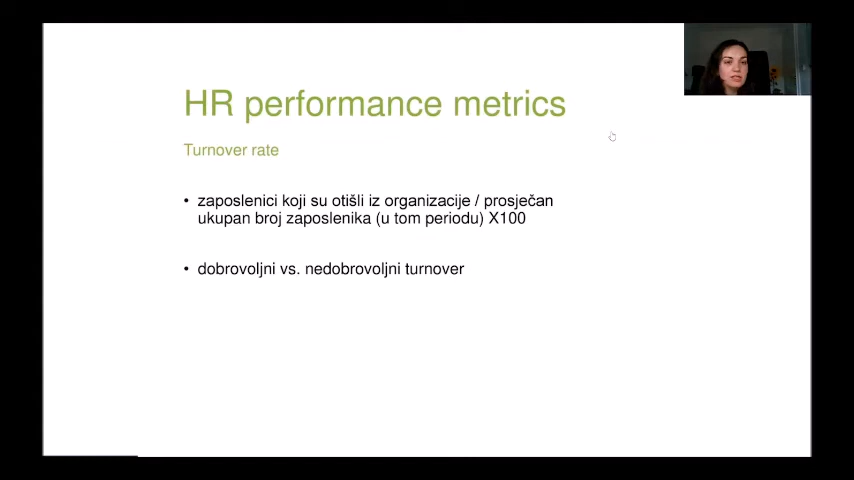 HR performance metrics
Turnover rate
• zaposlenici koji su otišli iz organizacije / prosječan
ukupan broj zaposlenika (u tom periodu) X100
• dobrovoljni vs. nedobrovoljni turnover